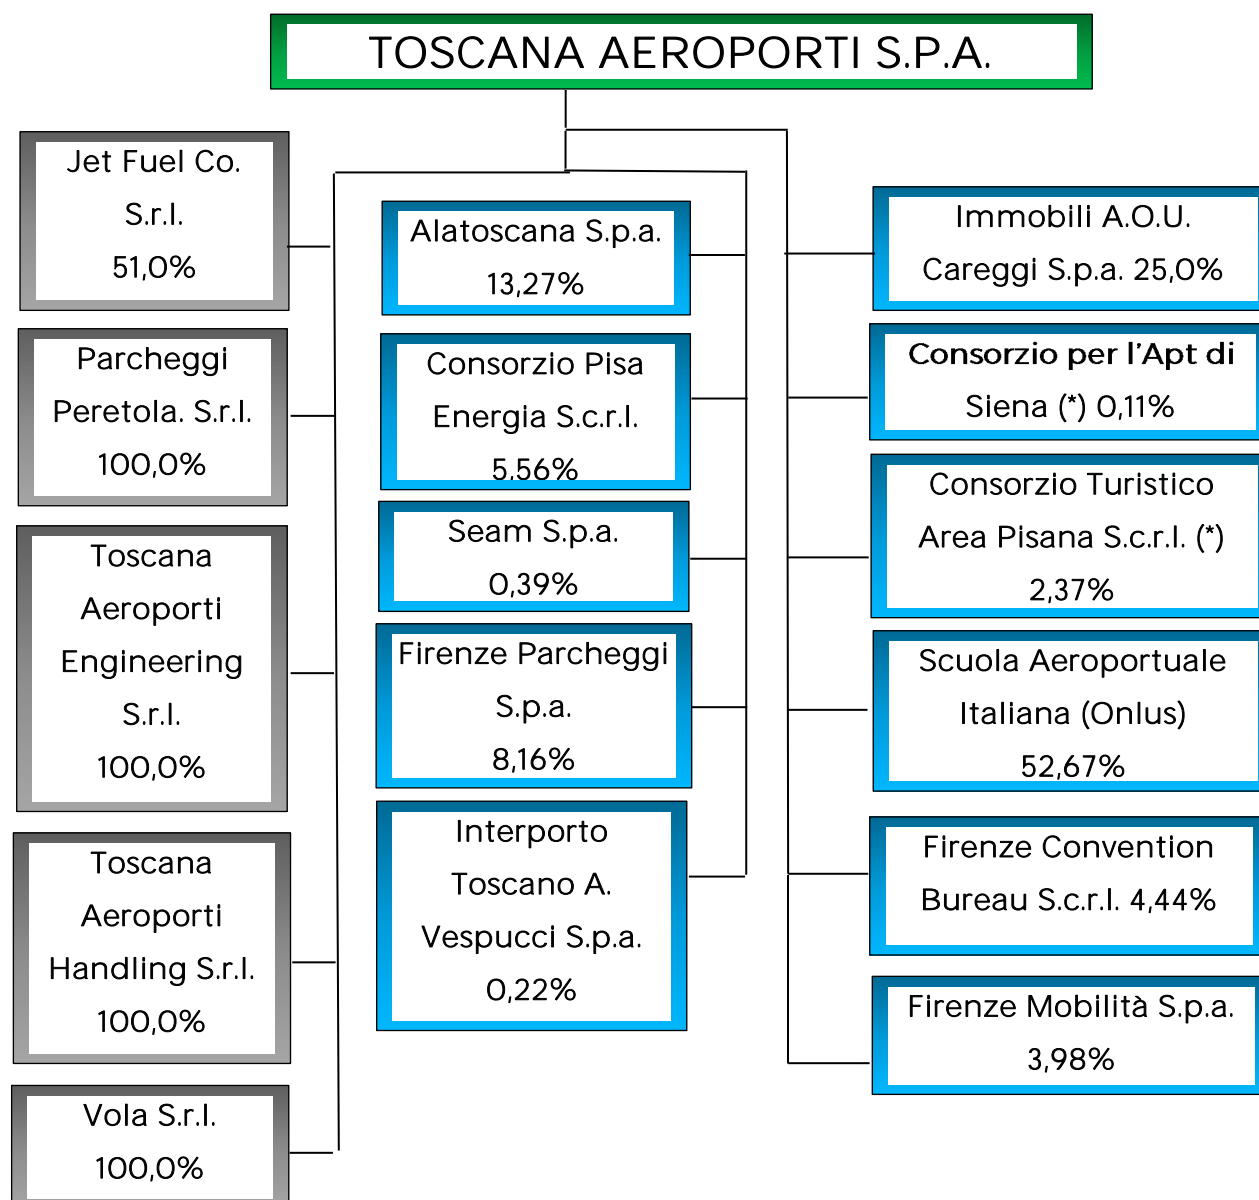 TOSCANA AEROPORTI S.P.A.
Jet Fuel Co.
S.r.l.
51,0%
Parcheggi
Peretola. S.r.l.
100,0%
Toscana
Aeroporti
Engineering
S.r.l.
100,0%
Toscana
Aeroporti
Handling S.r.l.
100,0%
Vola S.r.l.
100,0%
Alatoscana S.p.a.
13,27%
Consorzio Pisa
Energia S.c.r.l.
5,56%
Seam S.p.a.
0,39%
Firenze Parcheggi
S.p.a.
8,16%
Interporto
Toscano A.
Vespucci S.p.a.
0,22%
Immobili A.O.U.
Careggi S.p.a. 25,0%
Consorzio per l’Apt di
Siena (*) 0,11%
Consorzio Turistico
Area Pisana S.c.r.l. (*)
2,37%
Scuola Aeroportuale
Italiana (Onlus)
52,67%
Firenze Convention
Bureau S.c.r.l. 4,44%
Firenze Mobilità S.p.a.
3,98%